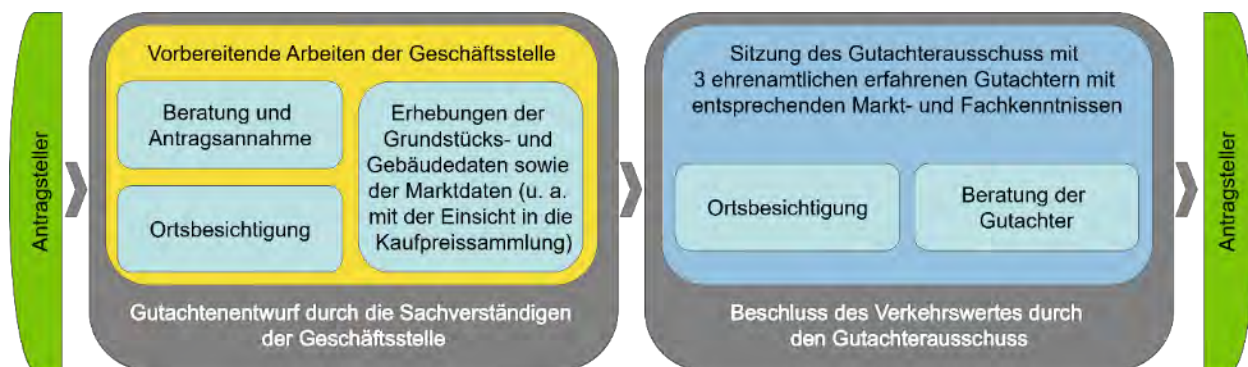 Antragsteller
Vorbereitende Arbeiten der Geschäftsstelle
Beratung und
Antragsannahme
Ortsbesichtigung
Erhebungen der
Grundstücks- und
Gebäudedaten sowie
der Marktdaten (u. a.
mit der Einsicht in die
Kaufpreissammlung)
Gutachtenentwurf durch die Sachverständigen
der Geschäftsstelle
Sitzung des Gutachterausschuss mit
3 ehrenamtlichen erfahrenen Gutachtern mit
entsprechenden Markt- und Fachkenntnissen
Ortsbesichtigung
Beratung der
Gutachter
Beschluss des Verkehrswertes durch
den Gutachterausschuss
Antragsteller